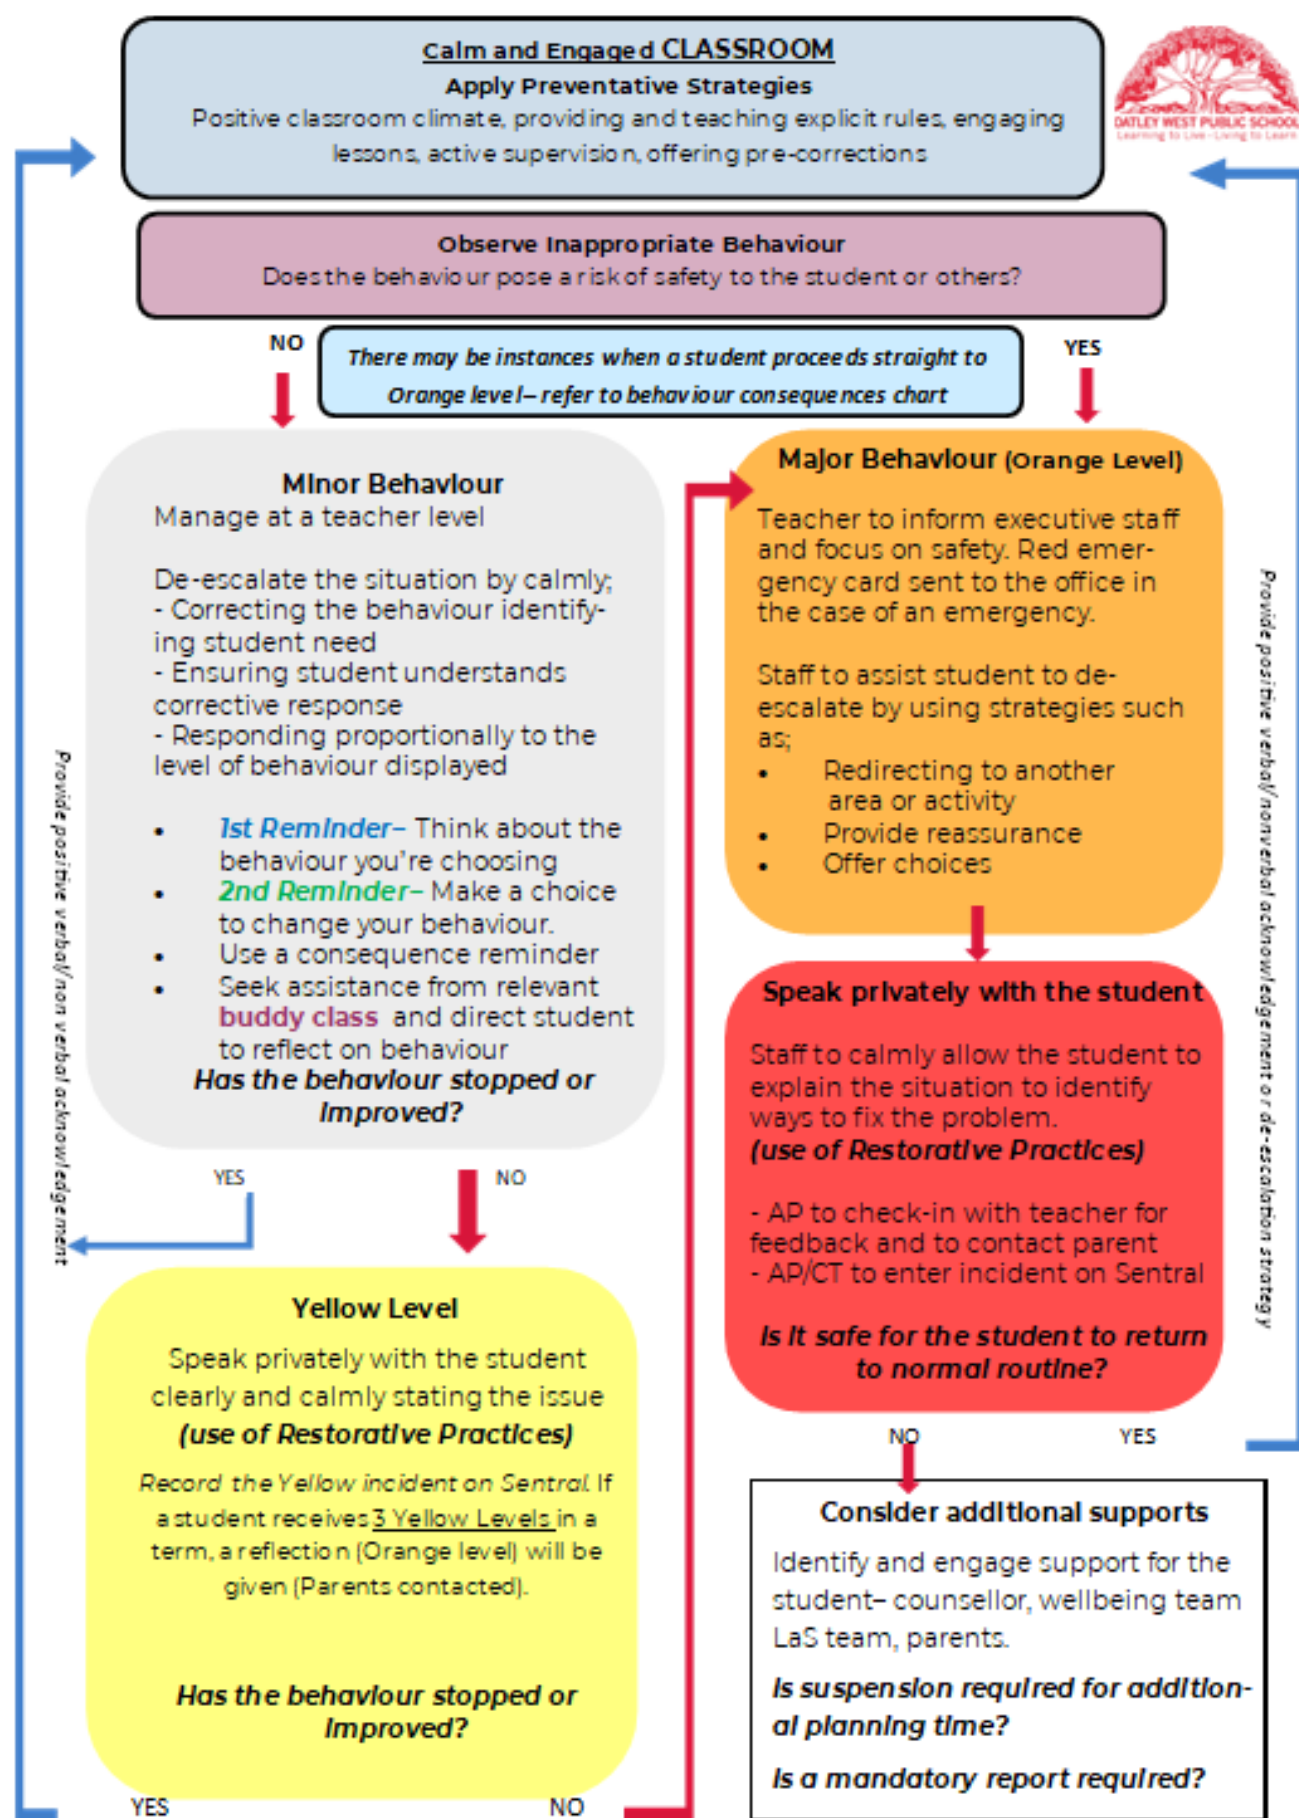 Calm and Engaged CLASSROOM
Apply Preventative Strategies
Positive classroom climate, providing and teaching explicit rules, engaging
lessons, active supervision, offering pre-corrections
OATLEY WEST PUBLIC SCHOOL
Learning to Live - Living to Learn
Observe Inappropriate Behaviour
Does the behaviour pose a risk of safety to the student or others?
NO
There may be instances when a student proceeds straight to
Orange level– refer to behaviour consequences chart
YES
Minor Behaviour
Manage at a teacher level
De-escalate the situation by calmly;
- Correcting the behaviour identify-
ing student need
- Ensuring student understands
corrective response
- Responding proportionally to the
level of behaviour displayed
• 1st Reminder– Think about the
behaviour you're choosing
• 2nd Reminder– Make a choice
to change your behaviour.
• Use a consequence reminder
• Seek assistance from relevant
buddy class and direct student
to reflect on behaviour
Has the behaviour stopped or
Improved?
YES
NO
Provide positive verbal/non verbal acknowledgement
Yellow Level
Speak privately with the student
clearly and calmly stating the issue
(use of Restorative Practices)
Record the Yellow incident on Sentral. If
a student receives 3 Yellow Levels in a
term, a reflection (Orange level) will be
given (Parents contacted).
Has the behaviour stopped or
improved?
YES
NO
Major Behaviour (Orange Level)
Teacher to inform executive staff
and focus on safety. Red emer-
gency card sent to the office in
the case of an emergency.
Staff to assist student to de-
escalate by using strategies such
as;
• Redirecting to another
area or activity
• Provide reassurance
• Offer choices
Speak privately with the student
Staff to calmly allow the student to
explain the situation to identify
ways to fix the problem.
(use of Restorative Practices)
- AP to check-in with teacher for
feedback and to contact parent
- AP/CT to enter incident on Sentral
Is it safe for the student to return
to normal routine?
NO
YES
Provide positive verbal/nonverbal acknowledgement or de-escalation strategy
Consider additional supports
Identify and engage support for the
student– counsellor, wellbeing team
LaS team, parents.
Is suspension required for addition-
al planning time?
Is a mandatory report required?